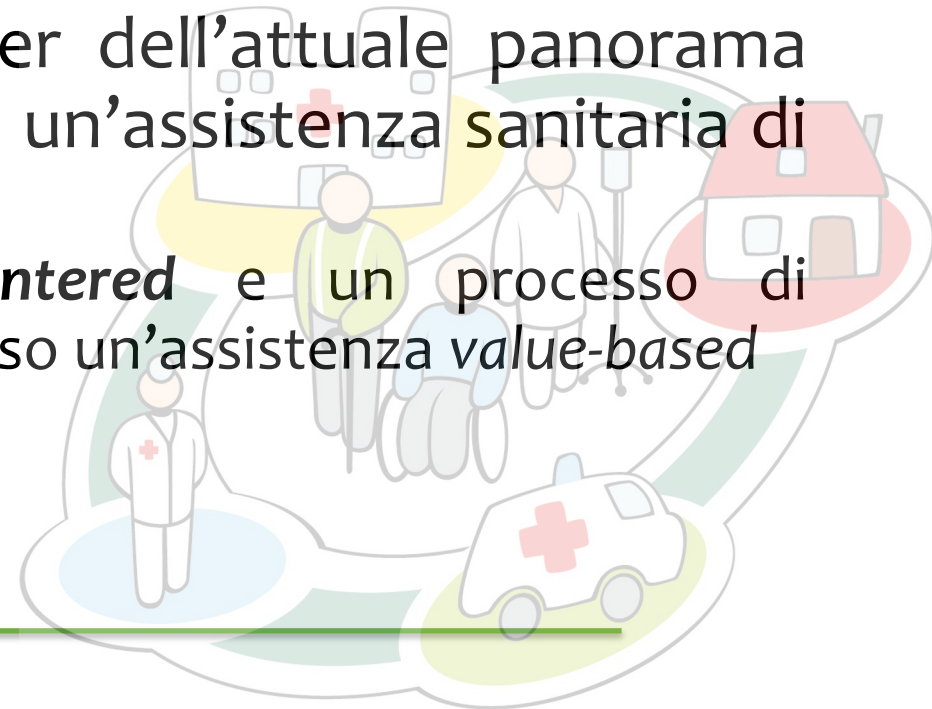 er dell’attuale panorama
un’assistenza sanitaria di
ntered e un processo di
so un’assistenza value-based